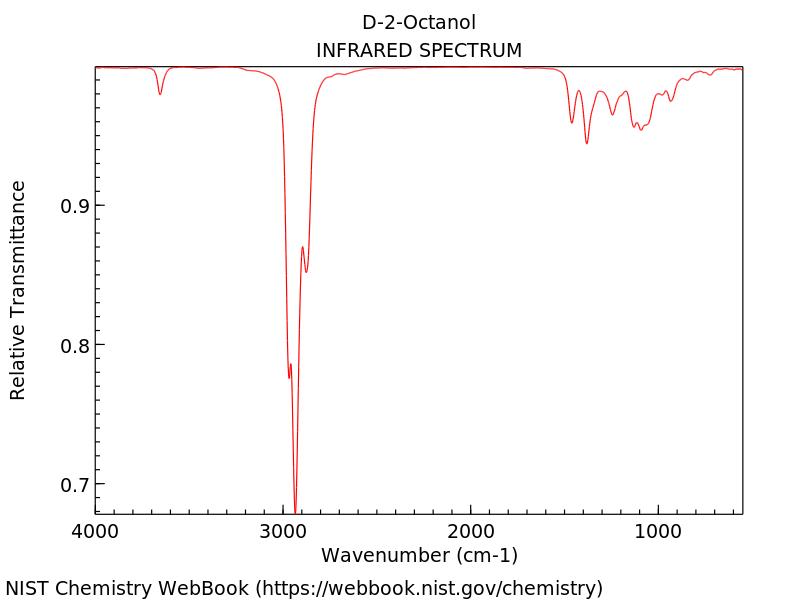 D-2-Octanol
INFRARED SPECTRUM
Relative Transmittance
0.9
0.8
0.7
4000 3000 2000 1000
Wavenumber (cm-1)
NIST Chemistry WebBook (https://webbook.nist.gov/chemistry)